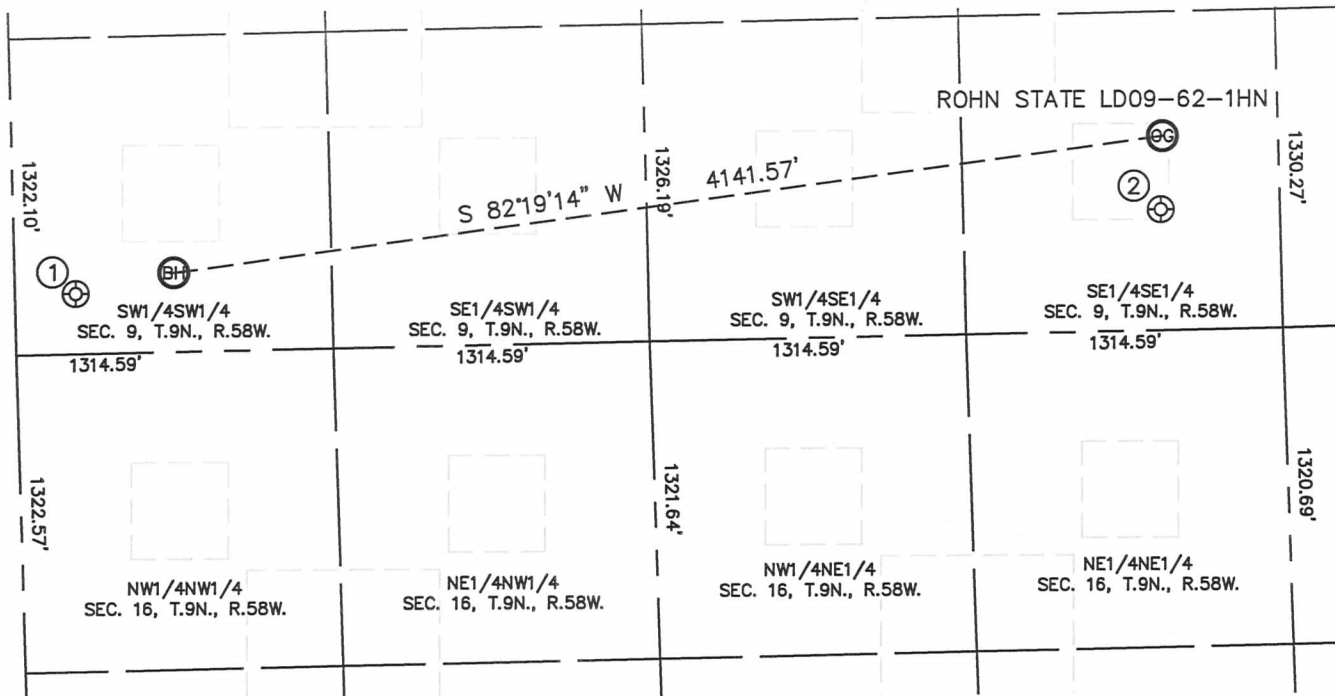 ROHN STATE LD09-62-1HN
OG
1322.10'
1326.19'
1330.27'
S 82°19'14" W 4141.57'
2
1
BH
SW1/4SW1/4
SEC. 9, T.9N., R.58W.
SE1/4SW1/4
SEC. 9, T.9N., R.58W.
SW1/4SE1/4
SEC. 9, T.9N., R.58W.
SE1/4SE1/4
SEC. 9, T.9N., R.58W.
1314.59'
1314.59'
1314.59'
1314.59'
1322.57'
1321.64'
1320.69'
NW1/4NW1/4
SEC. 16, T.9N., R.58W.
NE1/4NW1/4
SEC. 16, T.9N., R.58W.
NW1/4NE1/4
SEC. 16, T.9N., R.58W.
NE1/4NE1/4
SEC. 16, T.9N., R.58W.